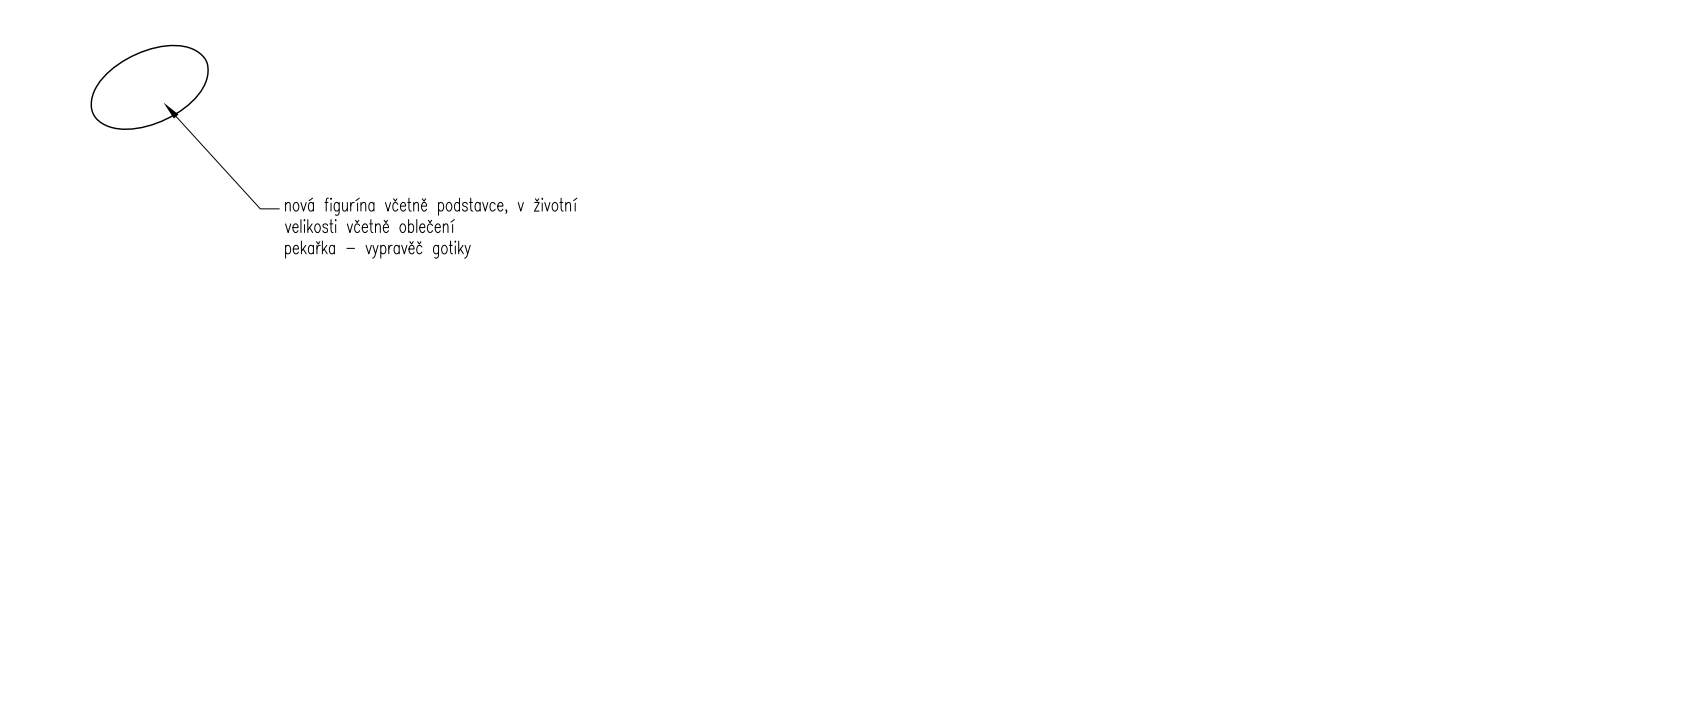 nová figurína včetně podstavce, v životní
velikosti včetně oblečení
pekařka – vypravěč gotiky